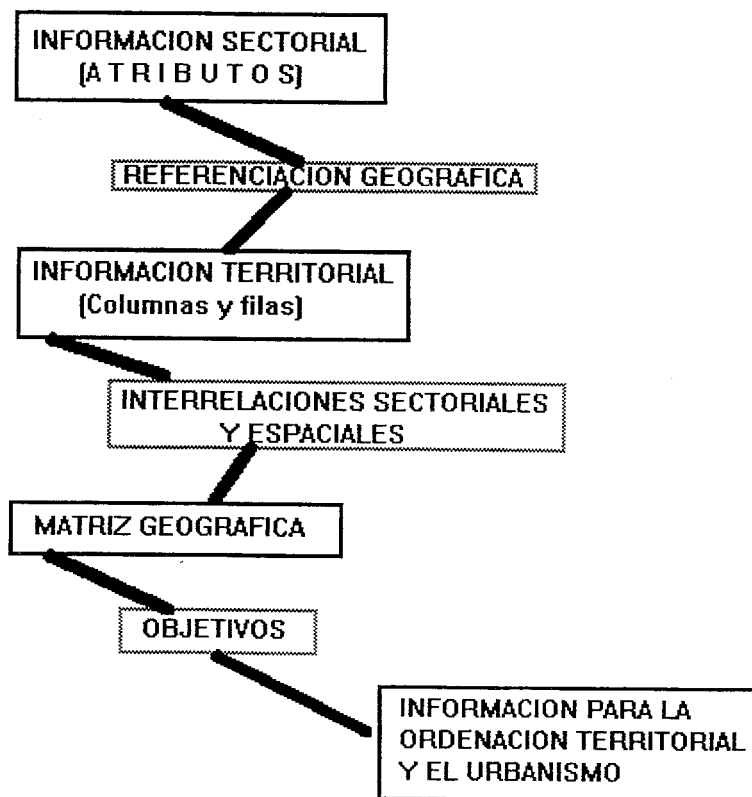 INFORMACION SECTORIAL
(A T R I B U T O S)
REFERENCIACION GEOGRAFICA
INFORMACION TERRITORIAL
(Columnas y filas)
INTERRELACIONES SECTORIALES
Y ESPACIALES
MATRIZ GEOGRAFICA
OBJETIVOS
INFORMACION PARA LA
ORDENACION TERRITORIAL
Y EL URBANISMO